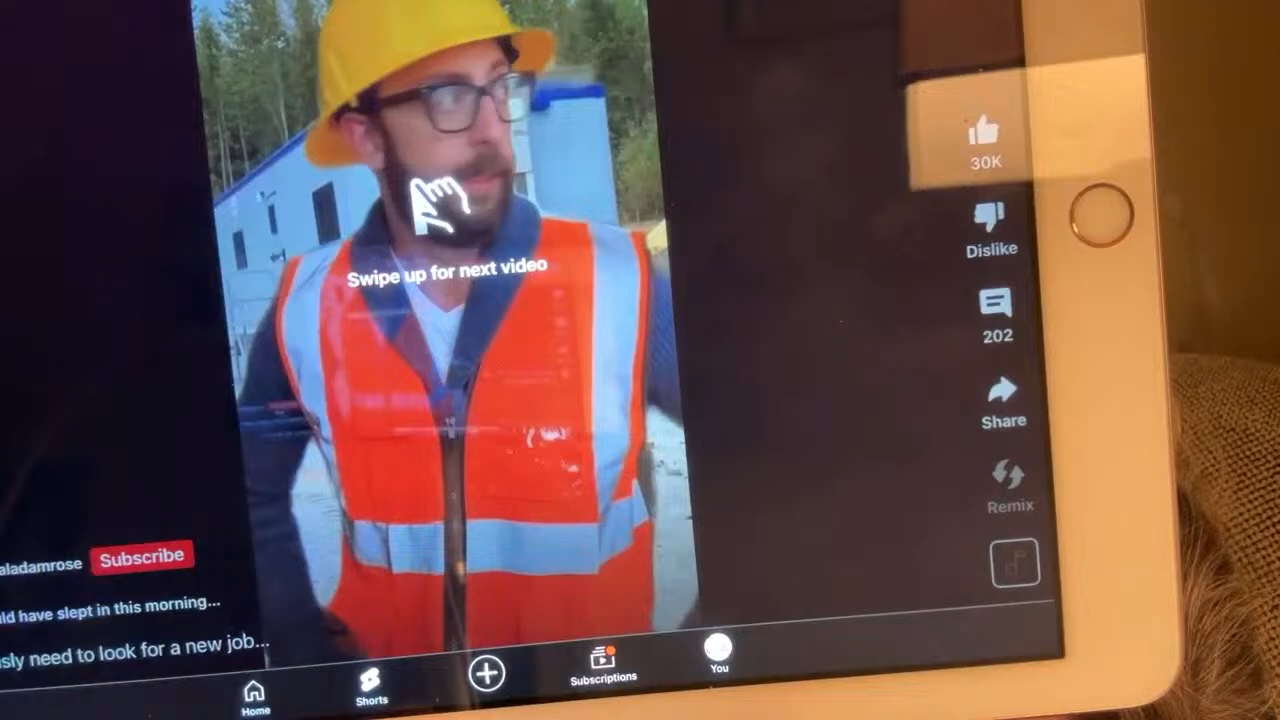 30K
Dislike
Swipe up for next video
202
Share
Remix
aladamrose Subscribe
ld have slept in this morning...
sly need to look for a new job...
Home
Shorts
Subscriptions
You